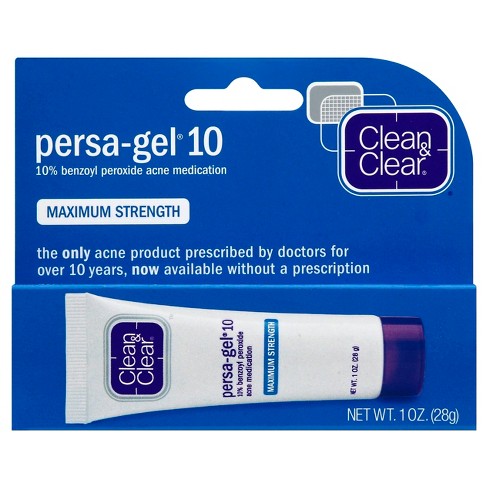 persa-gel® 10
10% benzoyl peroxide acne medication
Clean
&
Clear®
MAXIMUM STRENGTH
the only acne product prescribed by doctors for
over 10 years, now available without a prescription
Clean
&
Clear®
persa-gel® 10
10% benzoyl peroxide
acne medication
MAXIMUM STRENGTH
NET WT. 1 OZ. (28 g)
NET WT. 1 OZ. (28g)